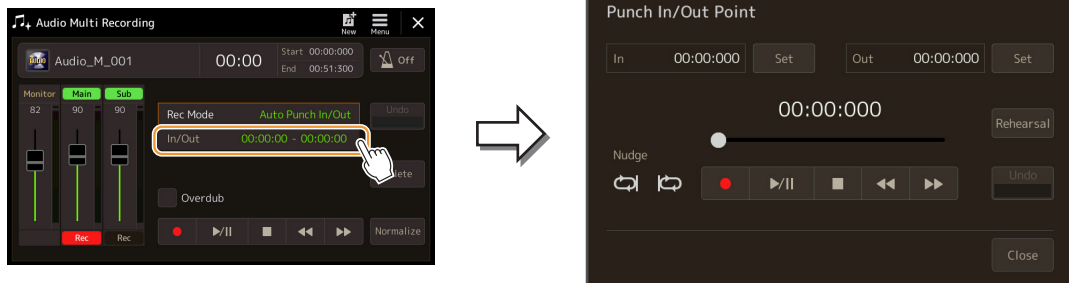 Audio Multi Recording
New
Menu
Audio
Audio_M_001
00:00
Start 00:00:000
End 00:51:300
Off
Monitor
Main
Sub
82
90
90
Rec Mode Auto Punch In/Out
Undo
In/Out 00:00:00 - 00:00:00
Overdub
Rec
Rec
Normalize
Punch In/Out Point
In 00:00:000 Set
Out 00:00:000 Set
00:00:000
Rehearsal
Nudge
Undo
Close